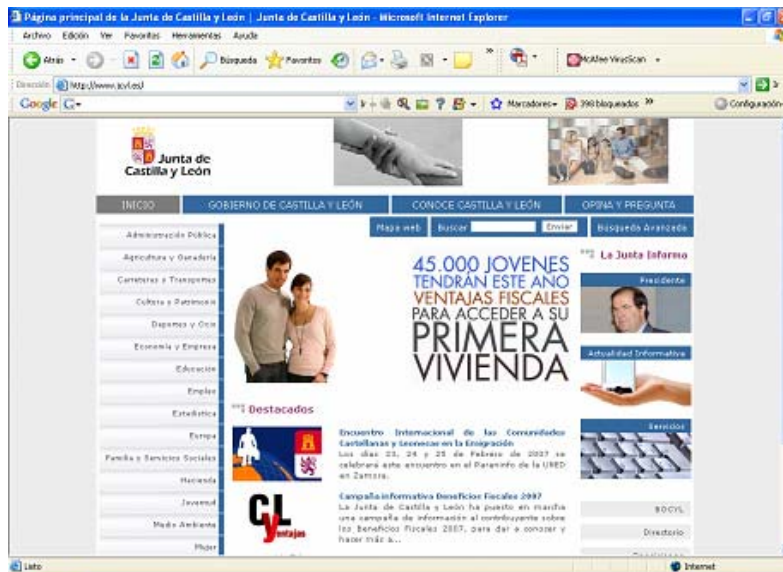 Página principal de la Junta de Castilla y León | Junta de Castilla y León - Microsoft Internet Explorer
Archivo Edición Ver Favoritos Herramientas Ayuda
Atrás Búsqueda Favoritos McAfee VirusScan
Dirección http://www.jcyl.es/
Google G Marcadores 398 bloqueados Configuración
Junta de
Castilla y León
INICIO GOBIERNO DE CASTILLA Y LEÓN CONOCE CASTILLA Y LEÓN OPINA Y PREGUNTA
Mapa web Buscar Enviar Búsqueda Avanzada
Administración Pública
Agricultura y Ganadería
Carreteras y Transportes
Cultura y Patrimonio
Deportes y Ocio
Economía y Empresa
Educación
Empleo
Estadística
Europa
Familia y Servicios Sociales
Hacienda
Juventud
Medio Ambiente
Mujer
45.000 JOVENES
TENDRÁN ESTE AÑO
VENTAJAS FISCALES
PARA ACCEDER A SU
PRIMERA
VIVIENDA
Destacados
Encuentro Internacional de las Comunidades
Castellanas y Leonesas en la Emigración
Los días 23, 24 y 25 de Febrero de 2007 se
celebrará este encuentro en el Paraninfo de la UNED
en Zamora.
CL
y
entajas
Campaña informativa Beneficios Fiscales 2007
La Junta de Castilla y León ha puesto en marcha
una campaña de información al contribuyente sobre
los Beneficios Fiscales 2007, para dar a conocer y
hacer más a...
La Junta Informa
Presidente
Actualidad Informativa
Servicios
BOCYL
Directorio
Listo Internet